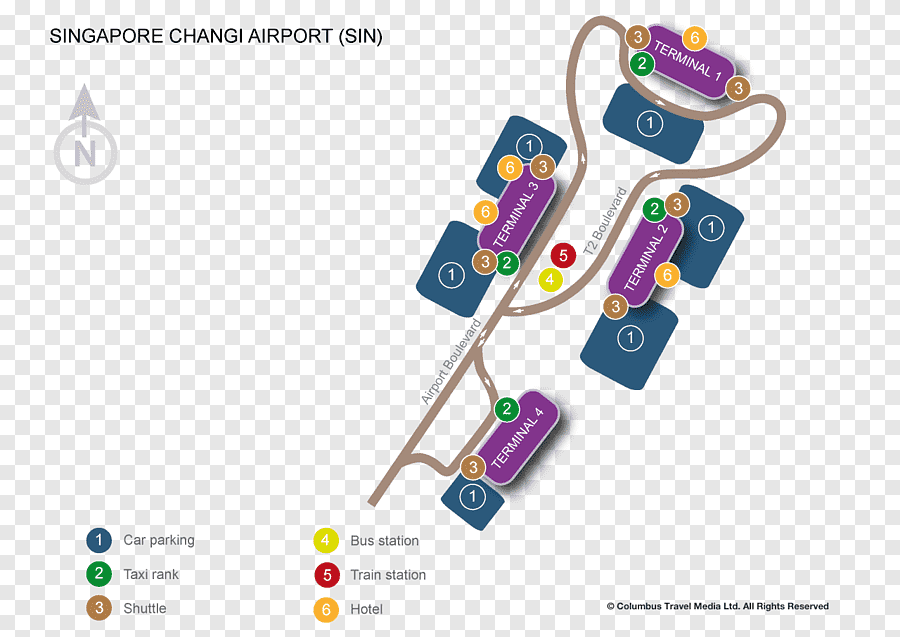 SINGAPORE CHANGI AIRPORT (SIN)
N
3
6
TERMINAL 1
2
3
1
1
6
3
TERMINAL 3
6
3
2
1
T2 Boulevard
2
3
1
TERMINAL 2
6
3
1
5
4
Airport Boulevard
2
TERMINAL 4
3
1
1 Car parking
2 Taxi rank
3 Shuttle
4 Bus station
5 Train station
6 Hotel
© Columbus Travel Media Ltd. All Rights Reserved